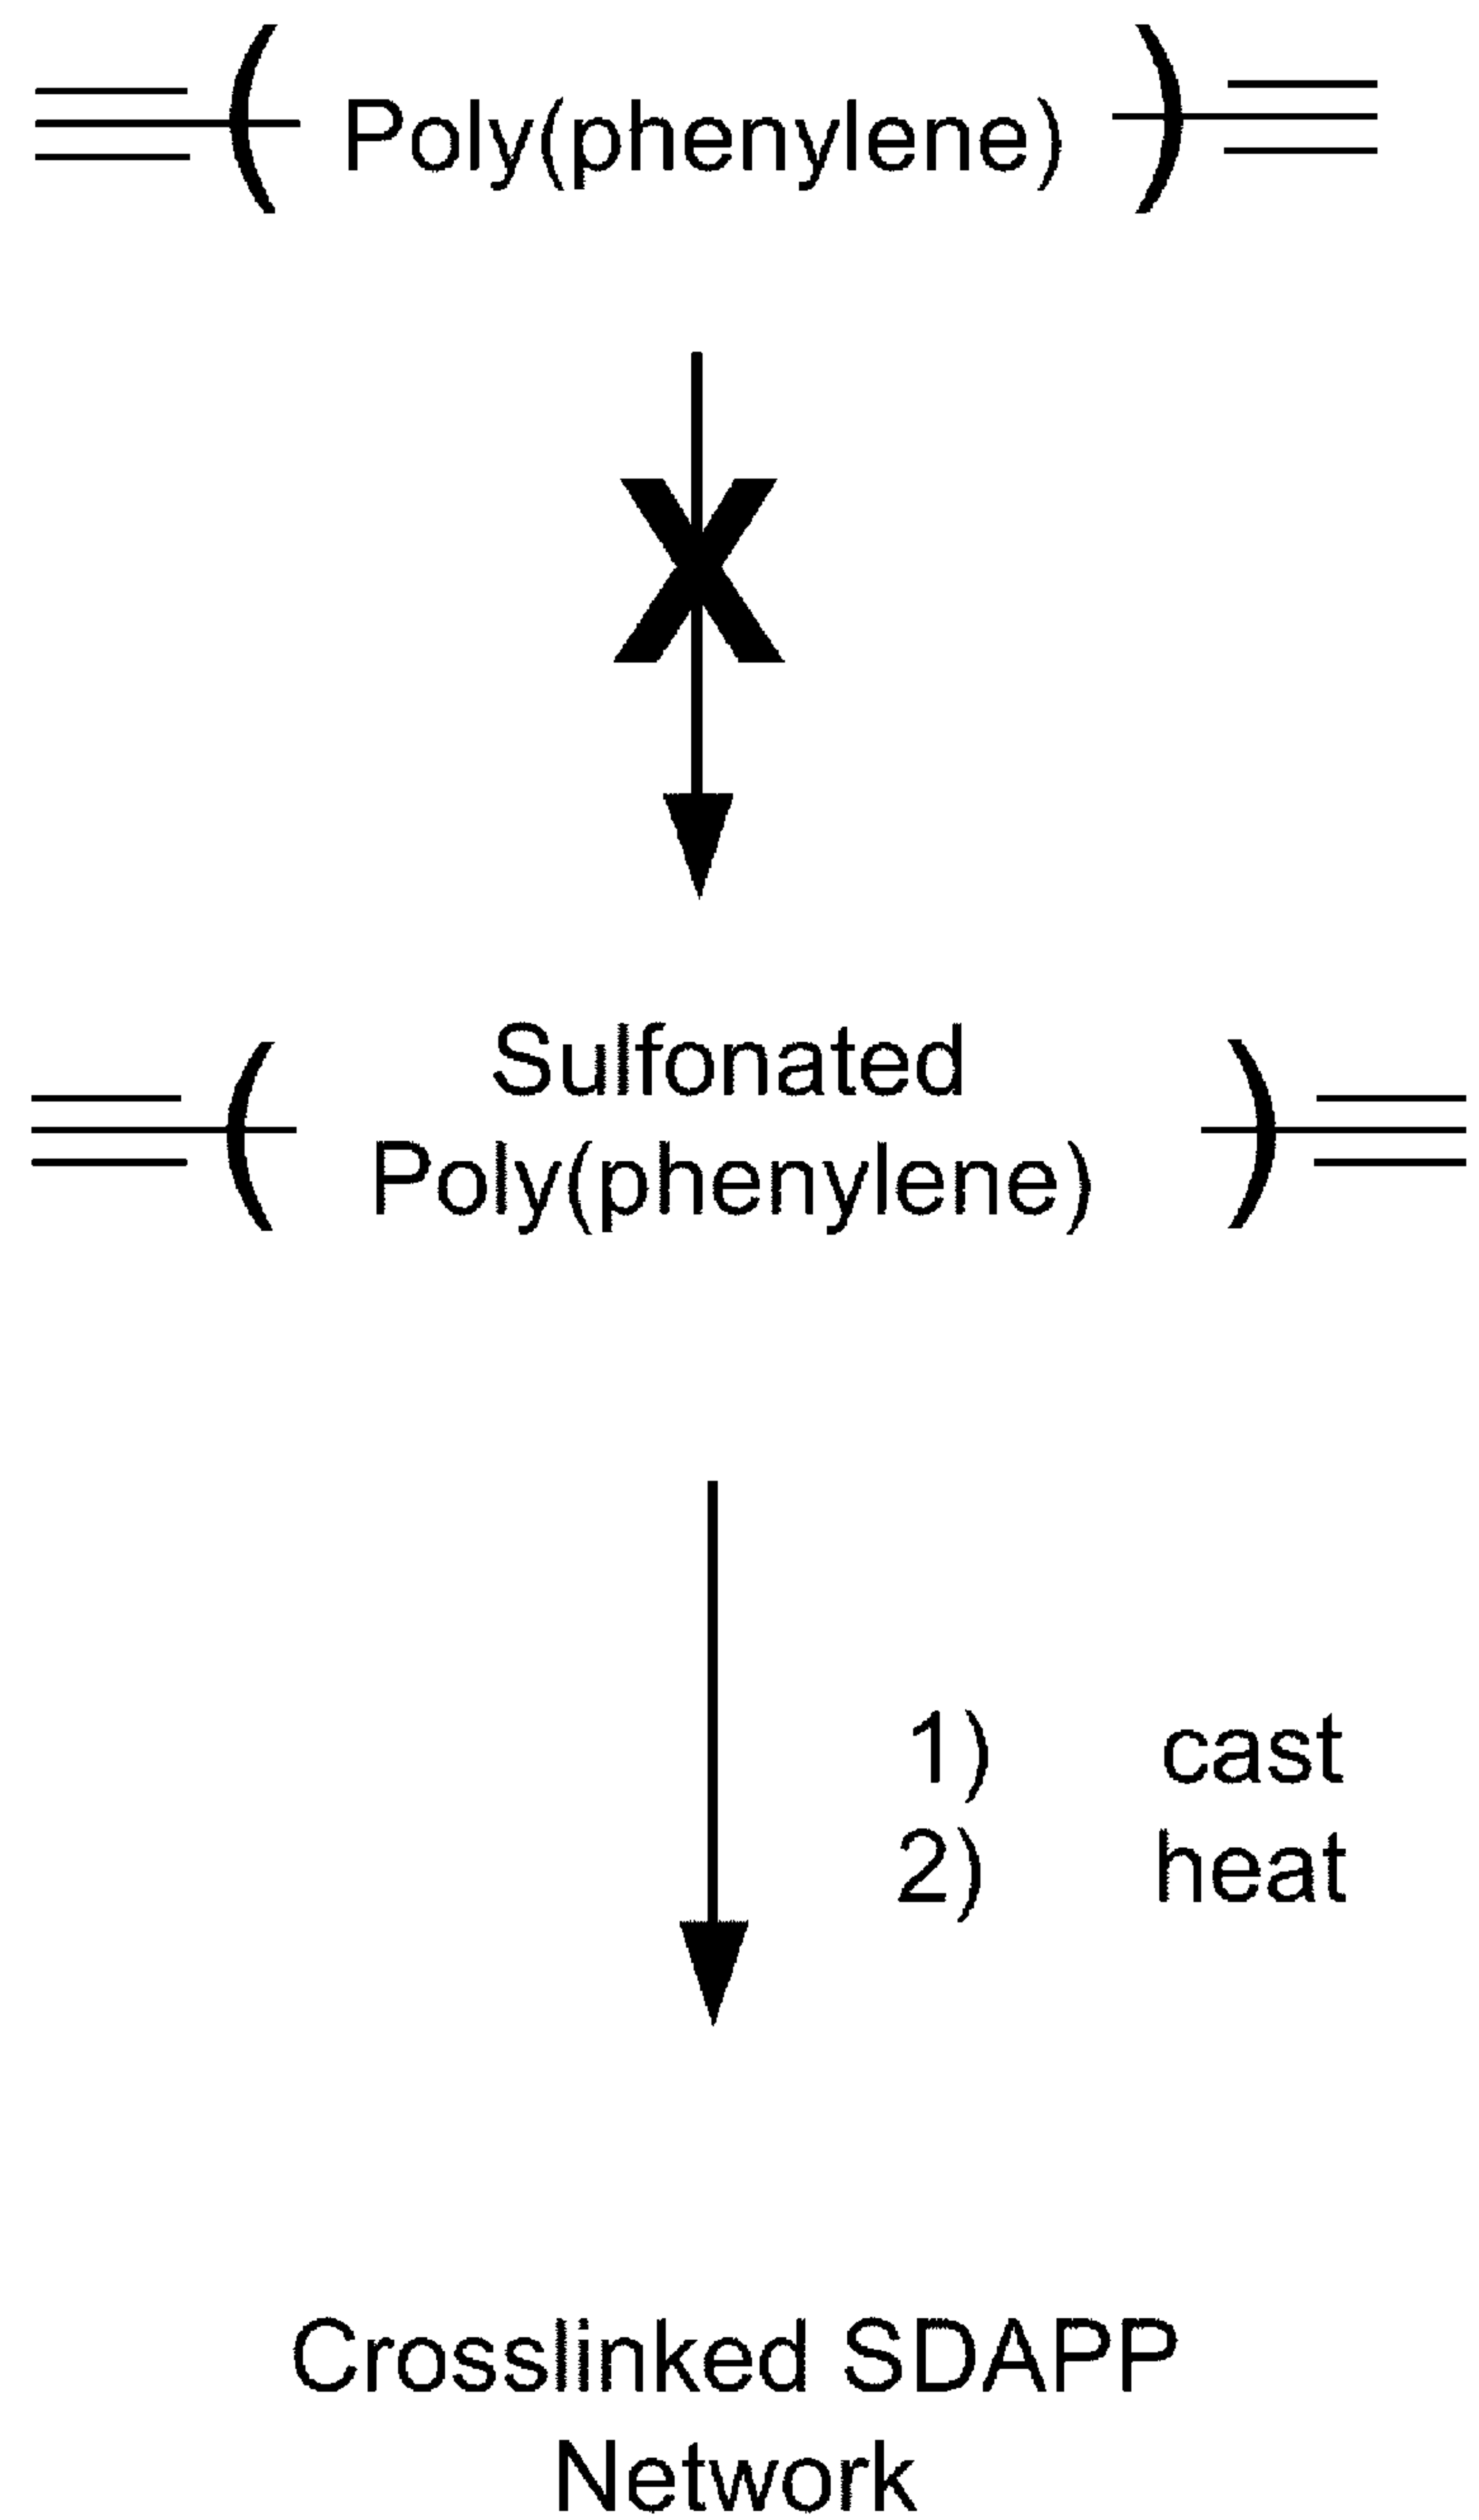 Poly(phenylene)
X
Sulfonated
Poly(phenylene)
1) cast
2) heat
Crosslinked SDAPP
Network